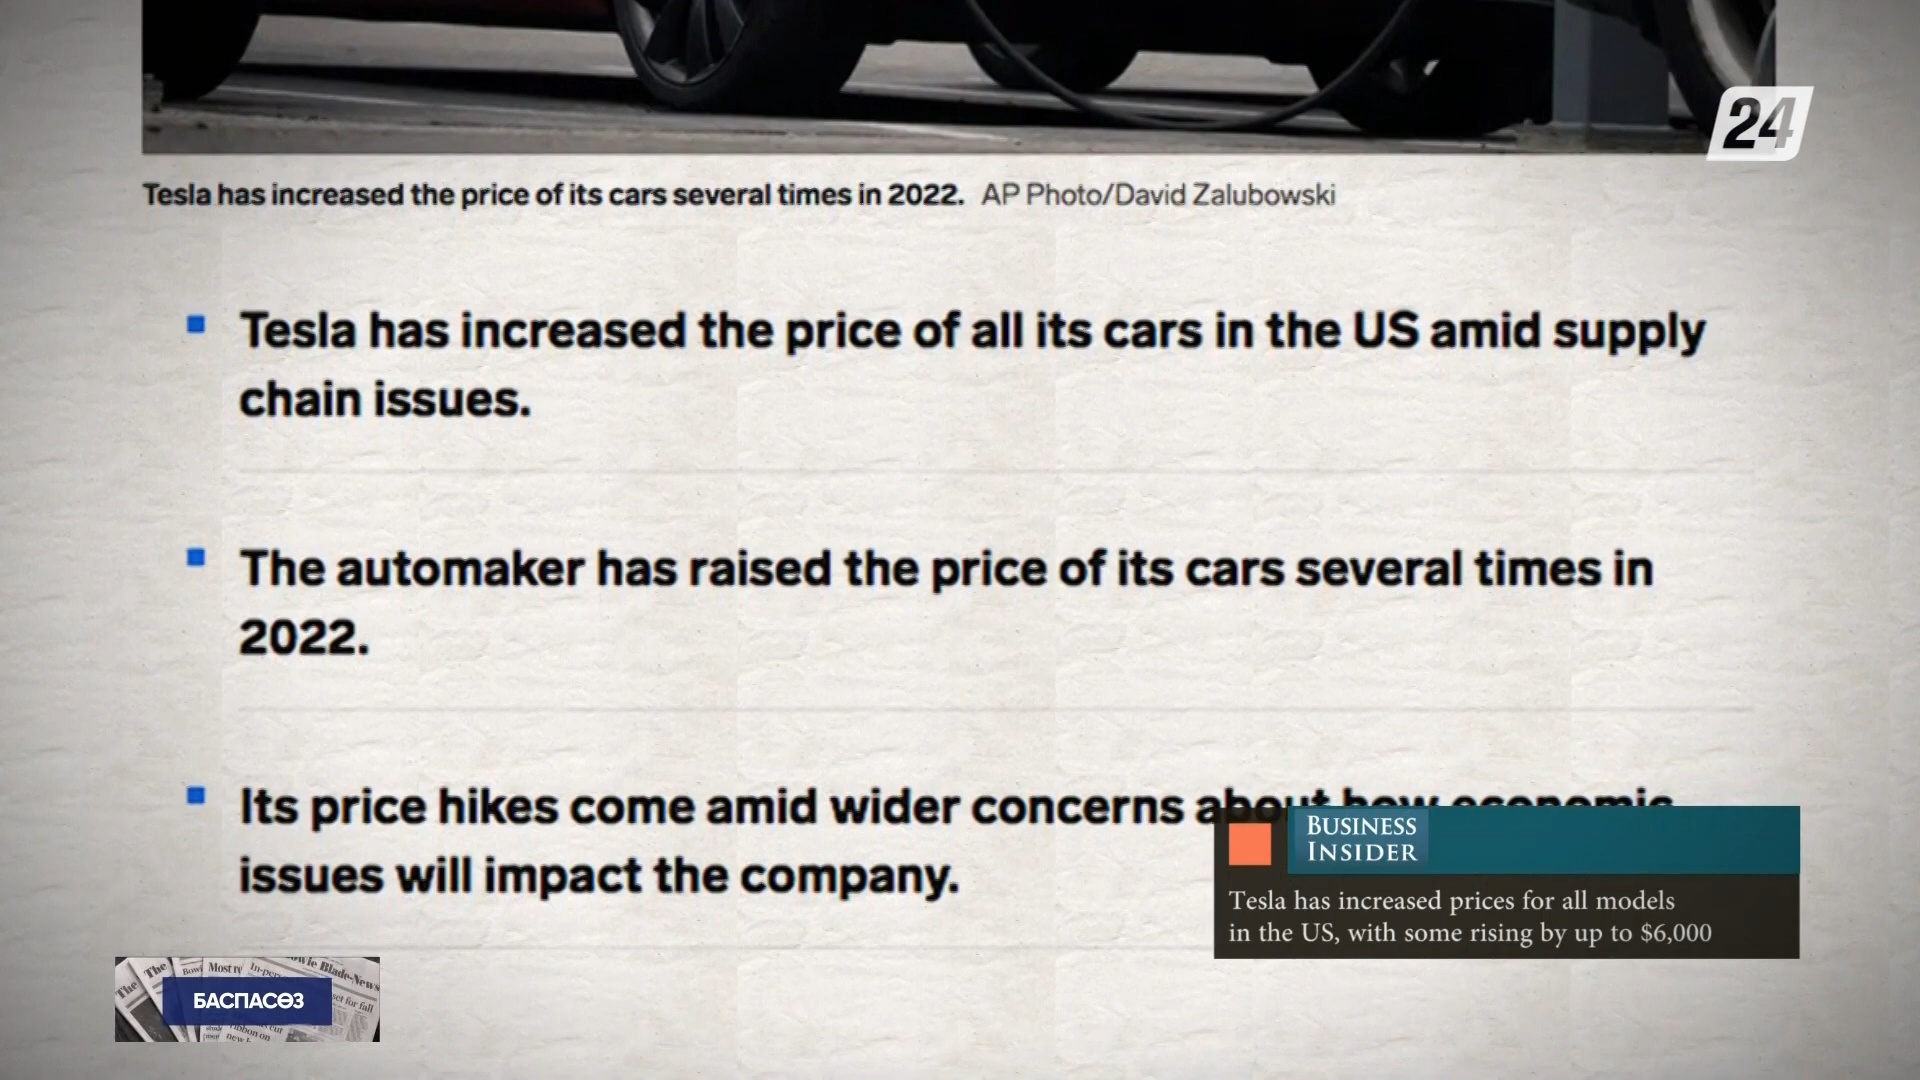 24
Tesla has increased the price of its cars several times in 2022. AP Photo/David Zalubowski
Tesla has increased the price of all its cars in the US amid supply
chain issues.
The automaker has raised the price of its cars several times in
2022.
Its price hikes come amid wider concerns about how economic
issues will impact the company.
BUSINESS
INSIDER
Tesla has increased prices for all models
in the US, with some rising by up to $6,000
БАСПАСӨЗ